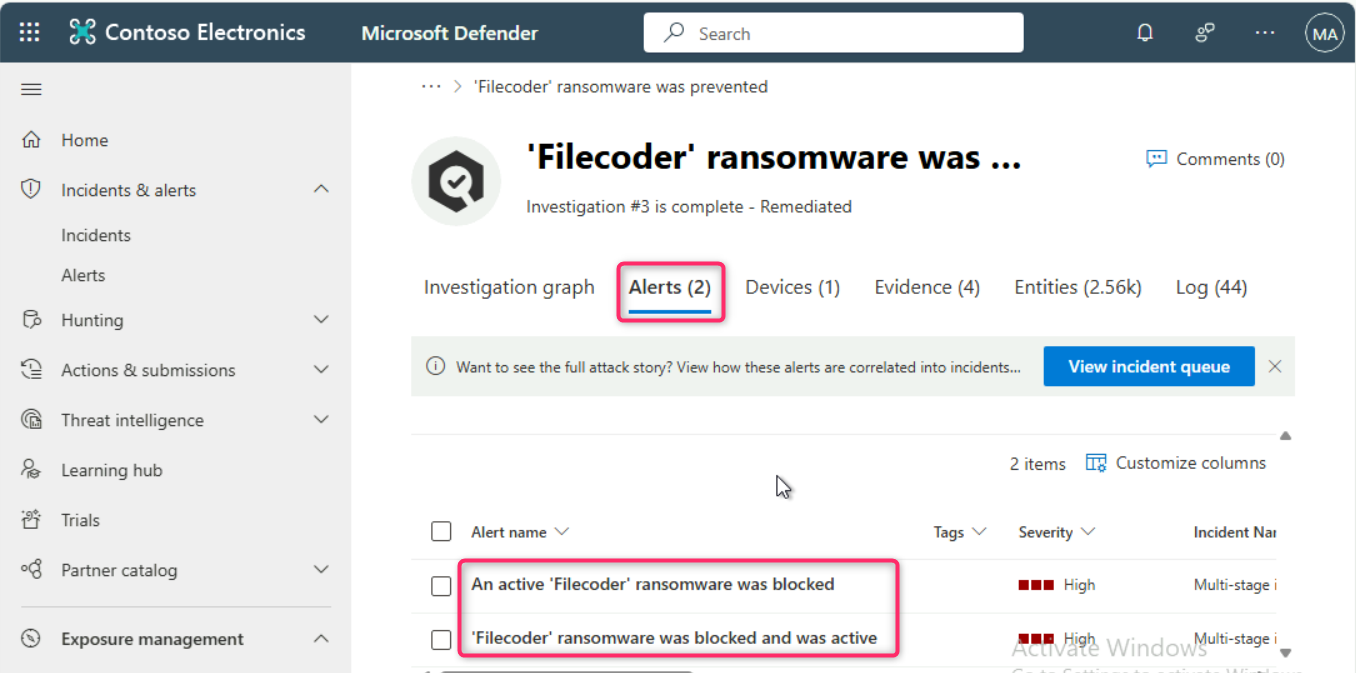 Contoso Electronics Microsoft Defender Search MA
... > 'Filecoder' ransomware was prevented
Home
Incidents & alerts
Incidents
Alerts
Hunting
Actions & submissions
Threat intelligence
Learning hub
Trials
Partner catalog
Exposure management
'Filecoder' ransomware was ...
Comments (0)
Investigation #3 is complete - Remediated
Investigation graph Alerts (2) Devices (1) Evidence (4) Entities (2.56k) Log (44)
Want to see the full attack story? View how these alerts are correlated into incidents... View incident queue
2 items Customize columns
Alert name Tags Severity Incident Nar
An active 'Filecoder' ransomware was blocked High Multi-stage i
'Filecoder' ransomware was blocked and was active High Multi-stage i
Activate Windows
Go to Settings to activate Windows